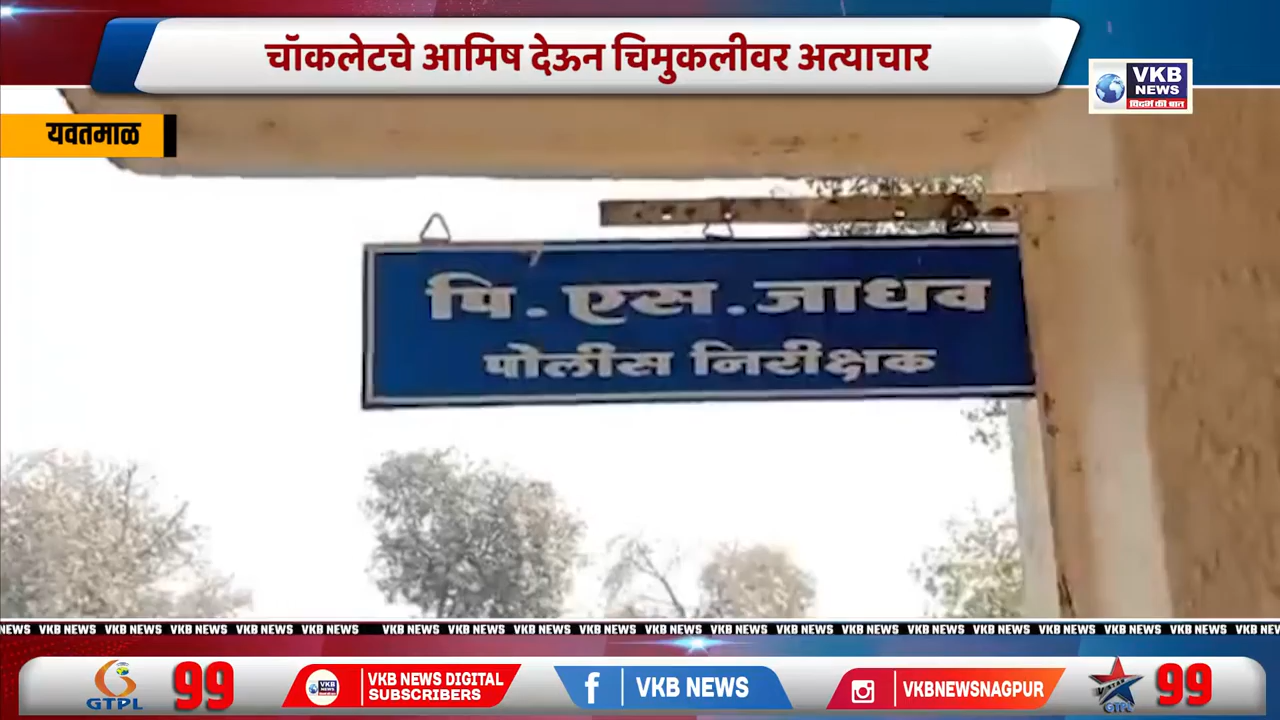 चॉकलेटचे आमिष देऊन चिमुकलीवर अत्याचार
VKB
NEWS
विदर्भ की बात
यवतमाळ
पि. एस. जाधव
पोलीस निरीक्षक
NEWS VKB NEWS VKB NEWS VKB NEWS VKB NEWS VKB NEWS VKB NEWS VKB NEWS VKB NEWS VKB NEWS VKB NEWS VKB NEWS VKB NEWS VKB NEWS VKB NEWS VKB NEWS VKB NEWS VKB NEWS VKB NEWS
GTPL 99
VKB NEWS
VKB NEWS DIGITAL
SUBSCRIBERS
f VKB NEWS
VKBNEWSNAGPUR
V STAR
GTPL 99